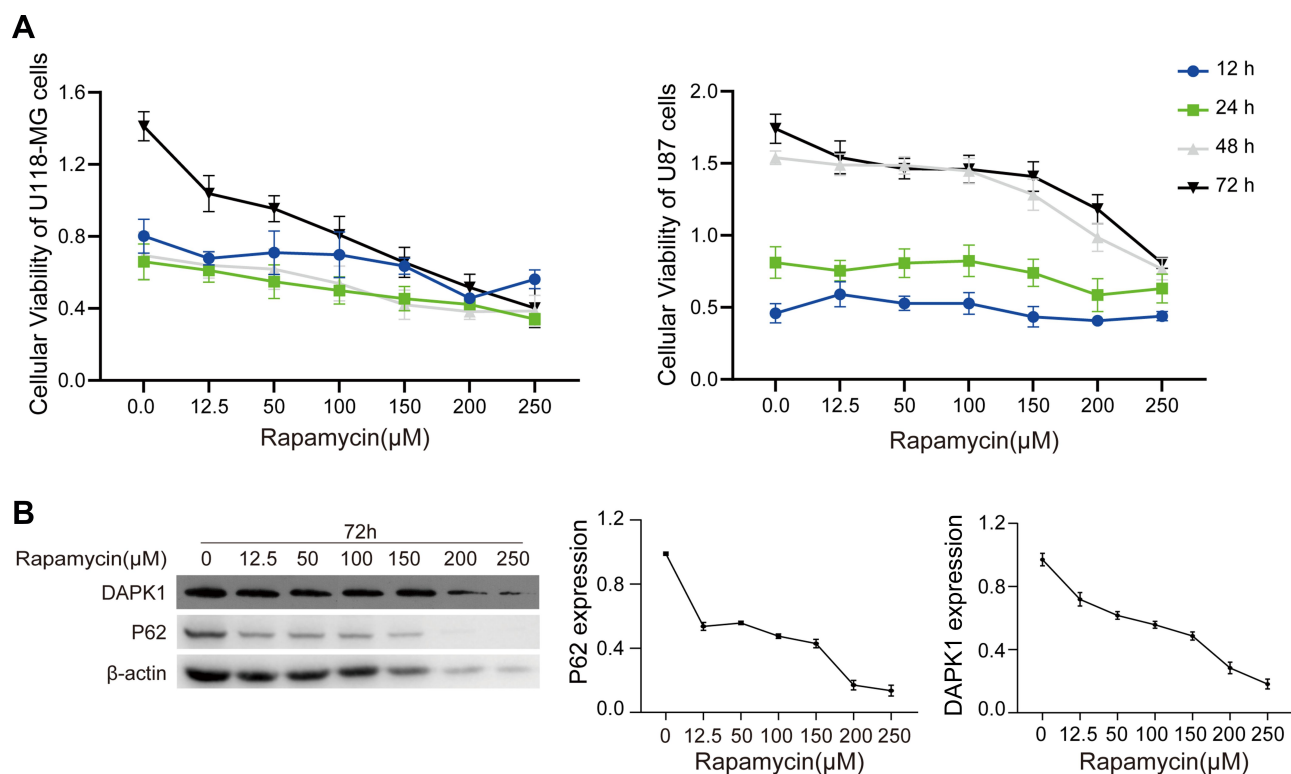 A
Cellular Viability of U118-MG cells
1.6
1.2
0.8
0.4
0.0
0.0 12.5 50 100 150 200 250
Rapamycin(μM)
Cellular Viability of U87 cells
2.0
1.5
1.0
0.5
0.0
0.0 12.5 50 100 150 200 250
Rapamycin(μM)
12 h
24 h
48 h
72 h
B
72h
Rapamycin(μM) 0 12.5 50 100 150 200 250
DAPK1
P62
β-actin
P62 expression
1.2
0.8
0.4
0.0
0 12.5 50 100 150 200 250
Rapamycin(μM)
DAPK1 expression
1.2
0.8
0.4
0.0
0 12.5 50 100 150 200 250
Rapamycin(μM)